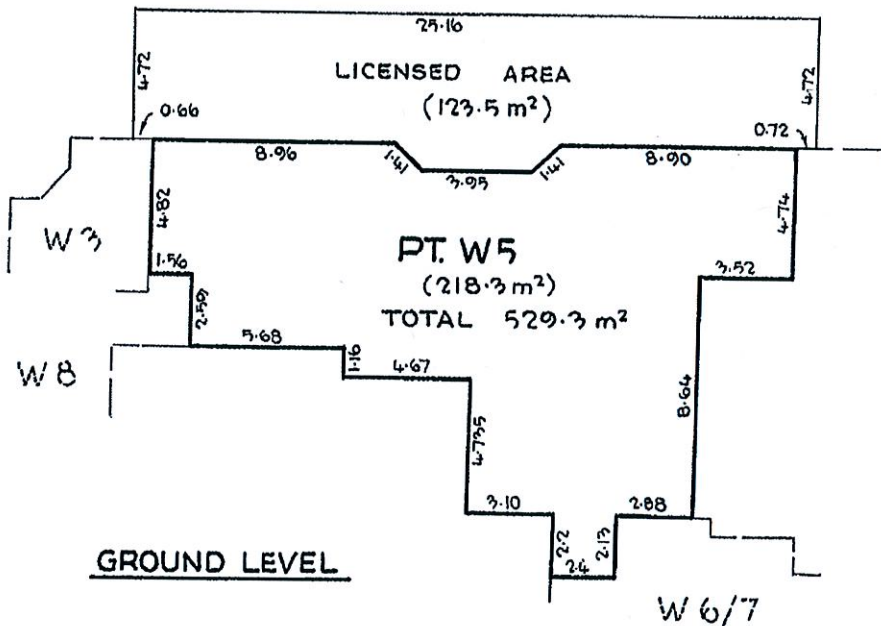 25.16
4.72
LICENSED AREA
(123.5 m²)
4.72
0.66
0.72
8.96
1.41
3.95
1.41
8.90
4.82
4.74
W 3
PT. W5
(218.3 m²)
TOTAL 529.3 m²
1.56
3.52
2.59
5.68
1.16
4.67
W 8
8.64
4.735
3.10
2.88
2.2
2.13
2.4
GROUND LEVEL
W 6/7